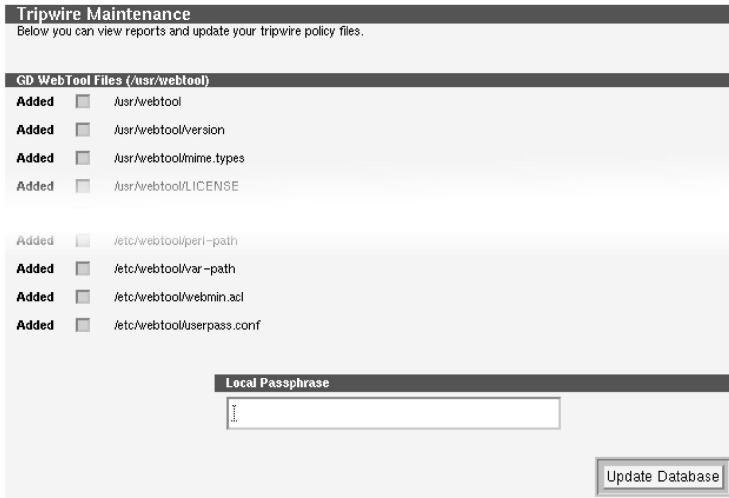 Tripwire Maintenance
Below you can view reports and update your tripwire policy files.
GD WebTool Files (/usr/webtool)
Added /usr/webtool
Added /usr/webtool/version
Added /usr/webtool/mime.types
Added /usr/webtool/LICENSE
Added /etc/webtool/perl-path
Added /etc/webtool/var-path
Added /etc/webtool/webmin.acl
Added /etc/webtool/userpass.conf
Local Passphrase
Update Database